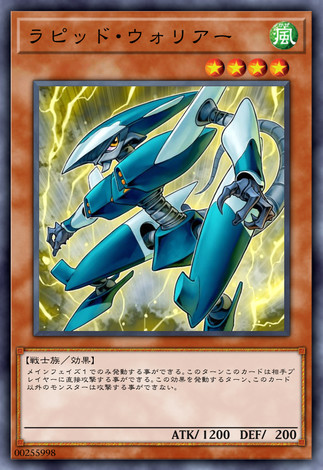 ラピッド・ウォリアー
風
【戦士族／効果】
メインフェイズ１でのみ発動する事ができる。このターンこのカードは相手プ
レイヤーに直接攻撃する事ができる。この効果を発動するターン、このカード
以外のモンスターは攻撃する事ができない。
ATK/ 1200 DEF/ 200
00255998